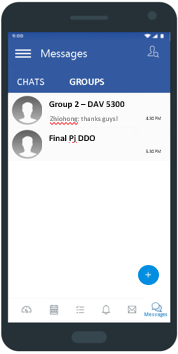 9:00
Messages
CHATS GROUPS
Group 2 – DAV 5300
Zhiohong: thanks guys!
4:30 PM
Final Pj DDO
5:30 PM
+
Messages